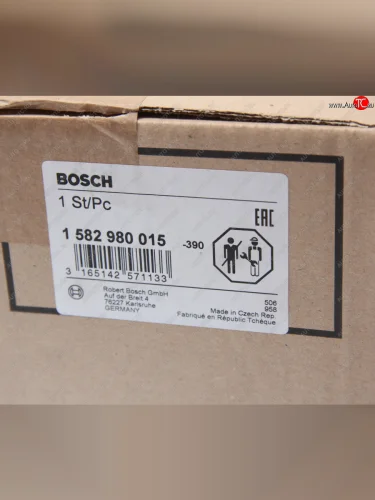 BOSCH
1 St/Pc
1 582 980 015 -390
EAC
3 165142 571133
Robert Bosch GmbH
Auf der Breit 4
76227 Karlsruhe
GERMANY
506
958
Made in Czech Rep.
Fabriqué en République Tchèque